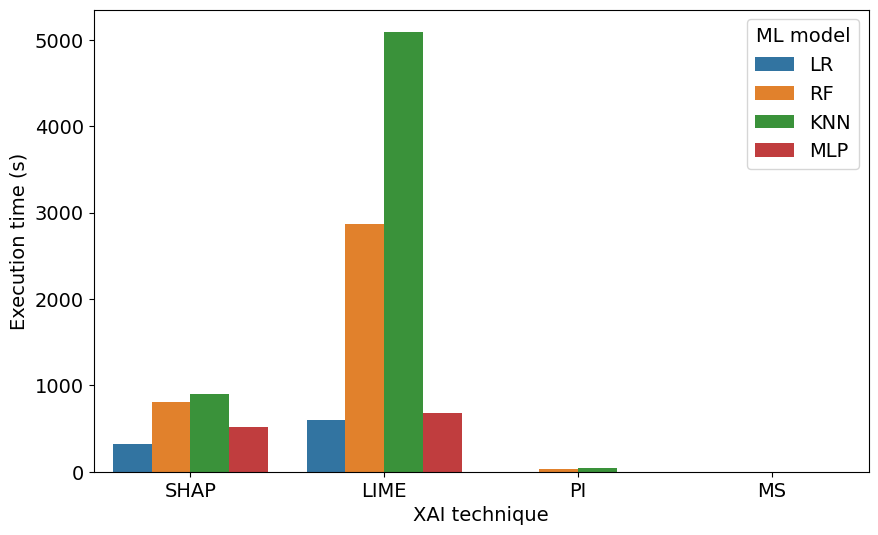 ML model
LR
RF
KNN
MLP
Execution time (s)
5000
4000
3000
2000
1000
0
SHAP LIME PI MS
XAI technique